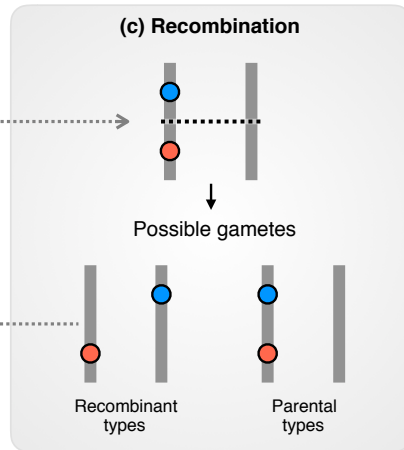 (c) Recombination
Possible gametes
Recombinant
types
Parental
types